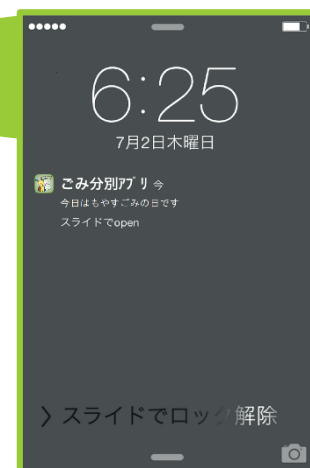 6:25
7月2日木曜日
ごみ分別アプリ 今
今日はもやすごみの日です
スライドでopen
> スライドでロック解除